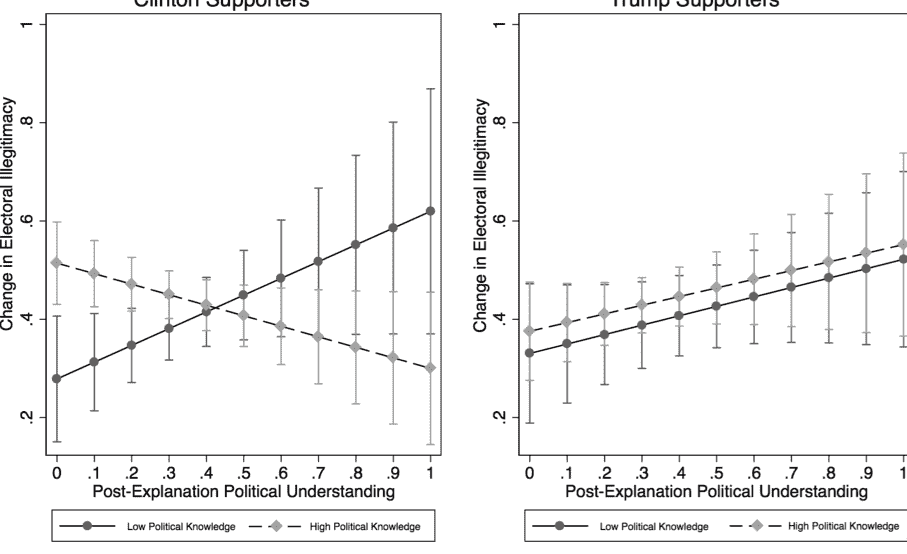 Clinton Supporters
Trump Supporters
Change in Electoral Illegitimacy
1
.8
.6
.4
.2
0 .1 .2 .3 .4 .5 .6 .7 .8 .9 1
Post-Explanation Political Understanding
Low Political Knowledge High Political Knowledge
Change in Electoral Illegitimacy
1
.8
.6
.4
.2
0 .1 .2 .3 .4 .5 .6 .7 .8 .9 1
Post-Explanation Political Understanding
Low Political Knowledge High Political Knowledge